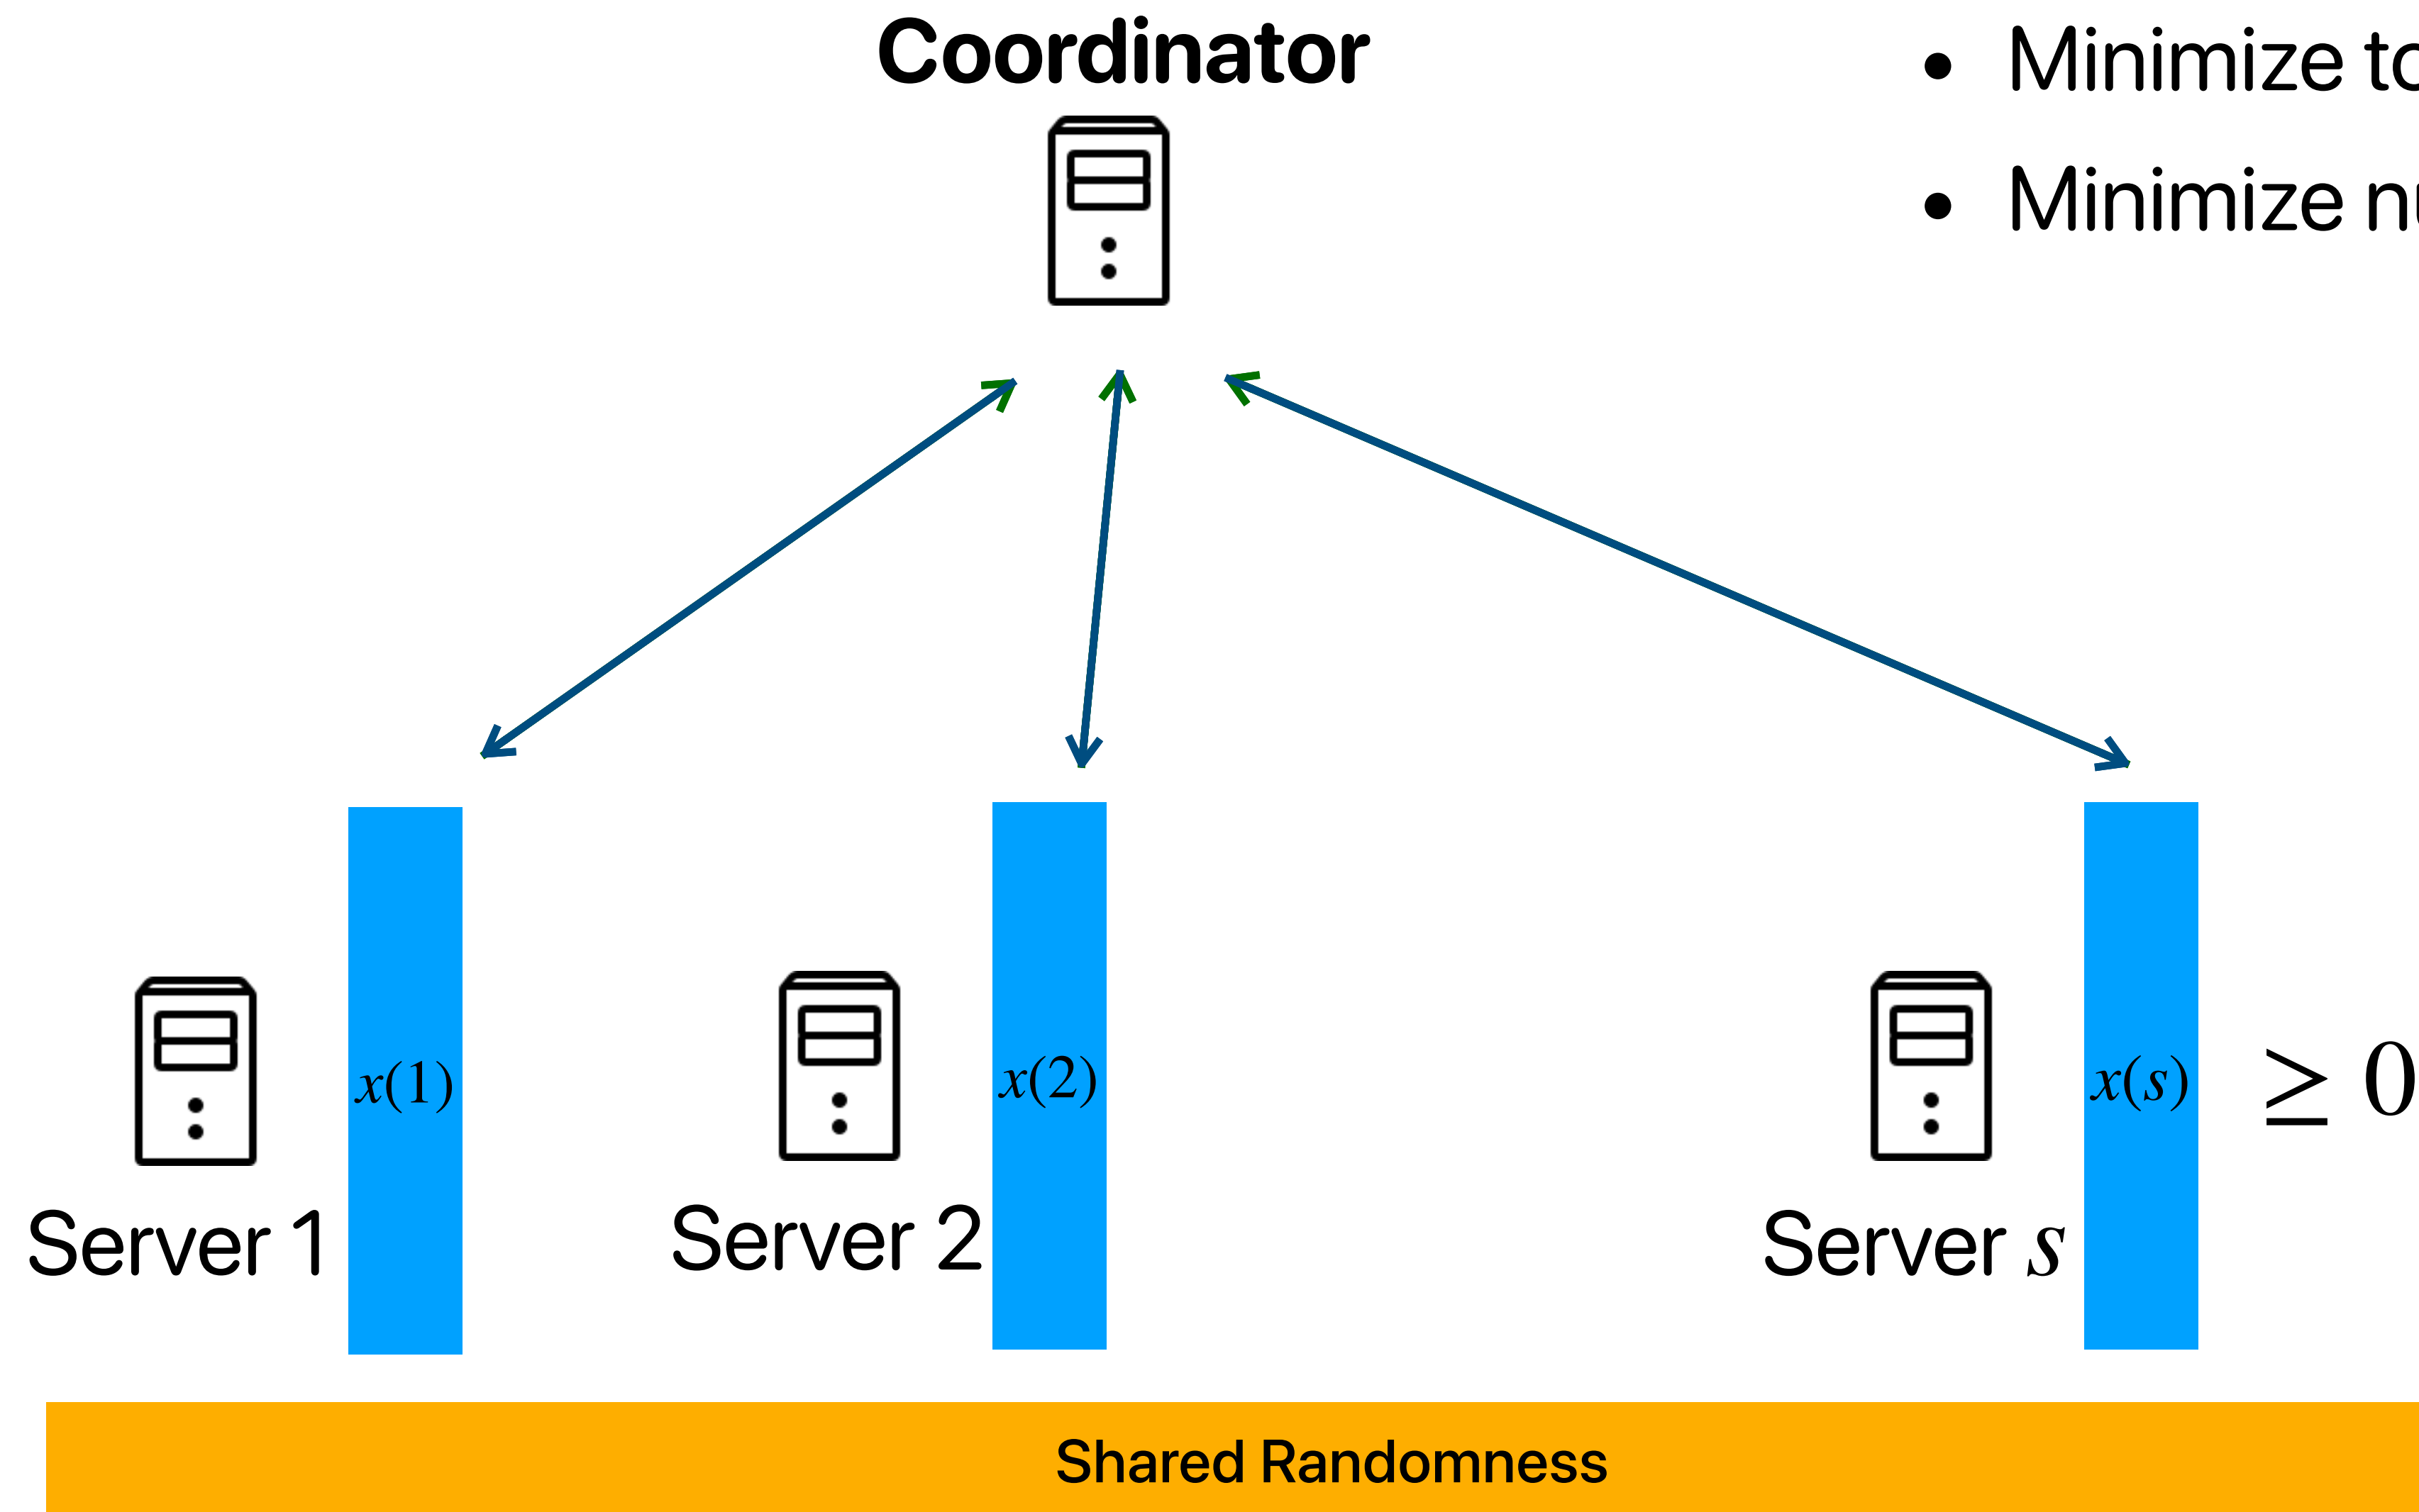 Coordinator
• Minimize
• Minimize
x(1)
x(2)
x(s)
≥ 0
Server 1
Server 2
Server s
Shared Randomness